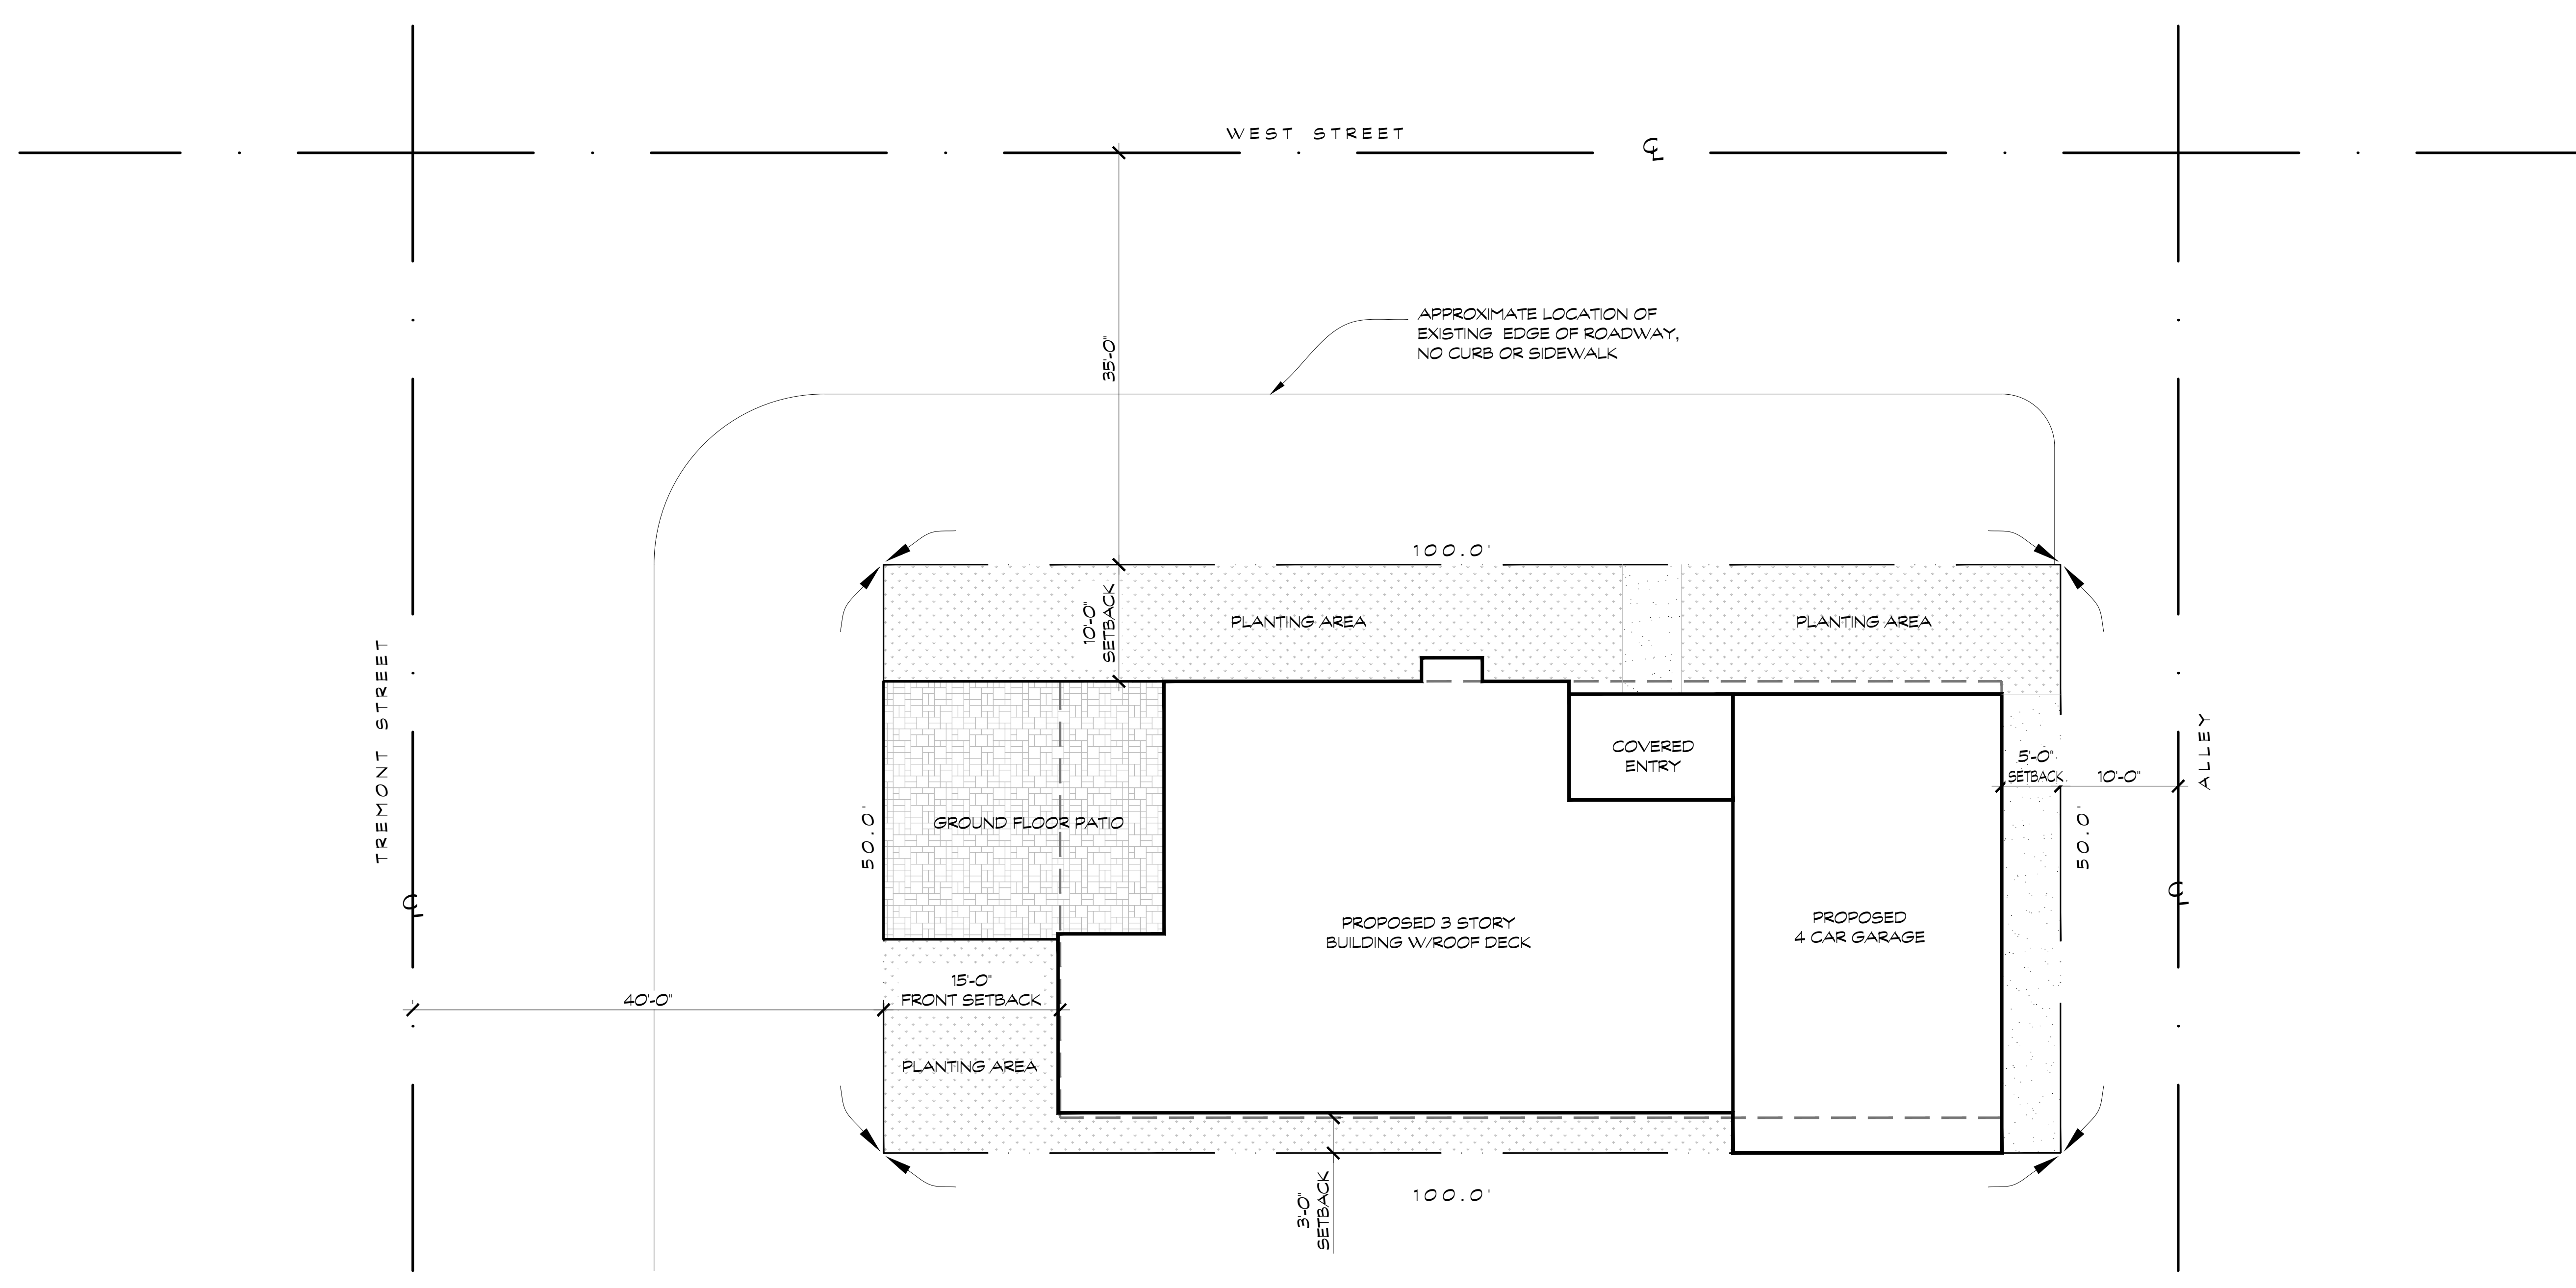 WEST STREET
℄
APPROXIMATE LOCATION OF
EXISTING EDGE OF ROADWAY,
NO CURB OR SIDEWALK
35'-0"
100.0'
10'-0"
SETBACK
PLANTING AREA
PLANTING AREA
TREMONT STREET
℄
50.0'
GROUND FLOOR PATIO
COVERED
ENTRY
5'-0"
SETBACK
10'-0"
ALLEY
℄
50.0'
PROPOSED 3 STORY
BUILDING W/ROOF DECK
PROPOSED
4 CAR GARAGE
40'-0"
15'-0"
FRONT SETBACK
PLANTING AREA
3'-0"
SETBACK
100.0'